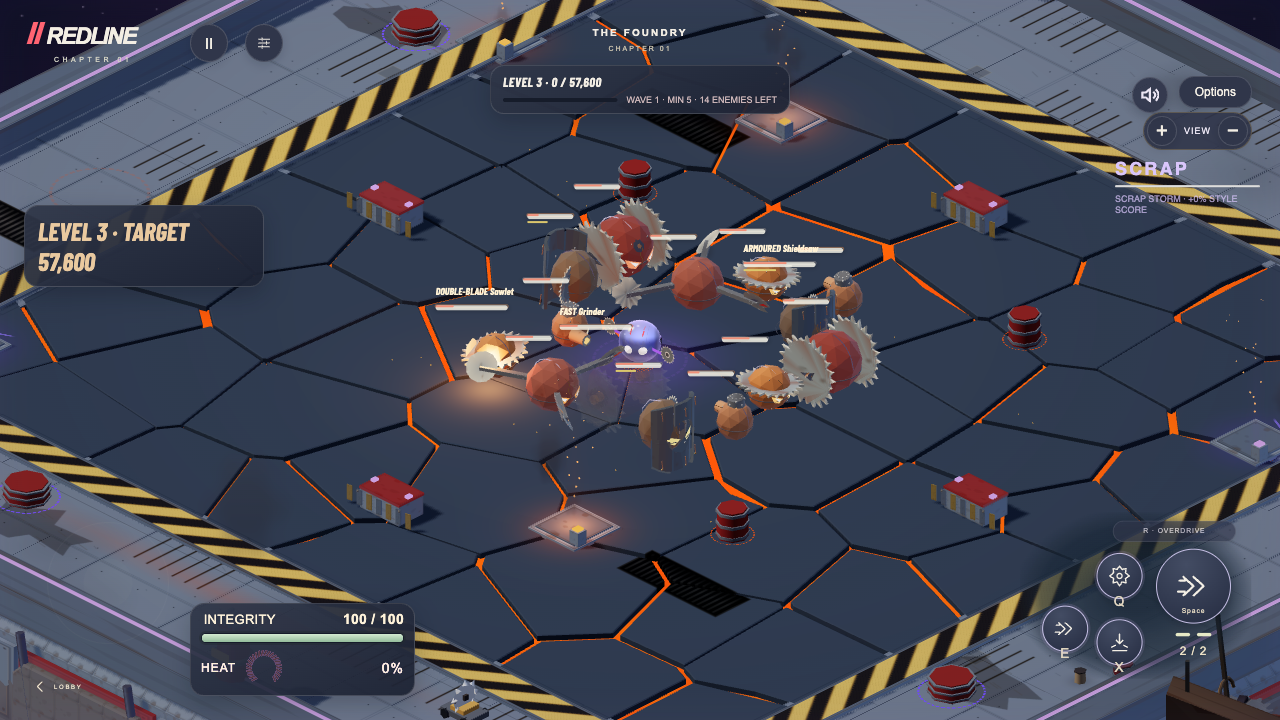 REDLINE
CHAPTER 01
THE FOUNDRY
CHAPTER 01
LEVEL 3 · 0 / 57,600
WAVE 1 · MIN 5 · 14 ENEMIES LEFT
Options
+ VIEW −
SCRAP
SCRAP STORM · +0% STYLE
SCORE
LEVEL 3 · TARGET
57,600
ARMOURED Shieldsaw
DOUBLE-BLADE Sawlet
FAST Grinder
R · OVERDRIVE
Q
Space
E
X
2 / 2
INTEGRITY 100 / 100
HEAT 0%
LOBBY